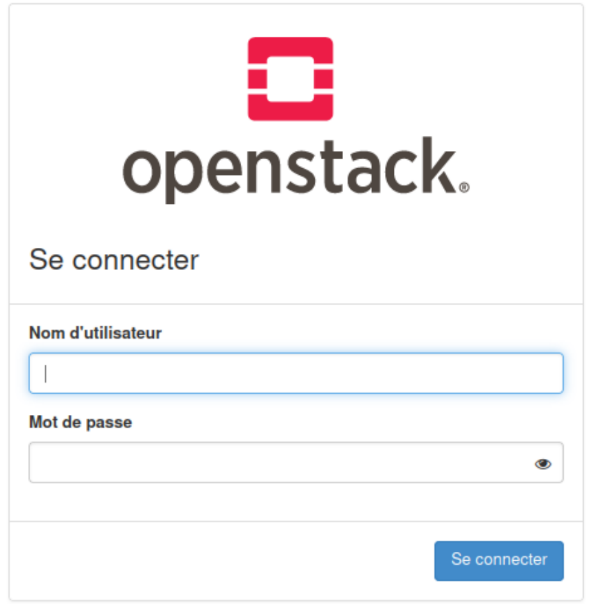 openstack.®
Se connecter
Nom d'utilisateur
Mot de passe
Se connecter